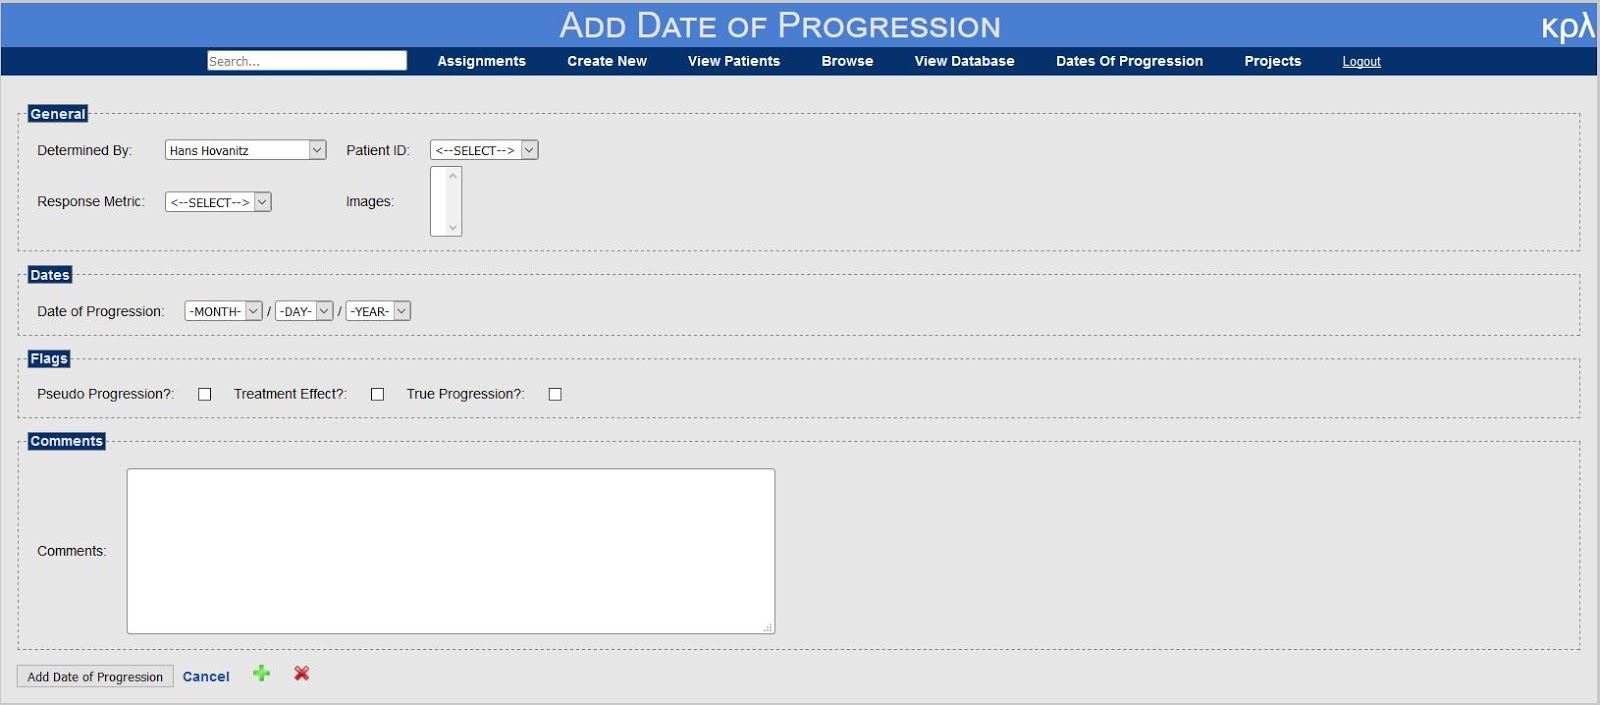 ADD DATE OF PROGRESSION
κρλ
Search... Assignments Create New View Patients Browse View Database Dates Of Progression Projects Logout
General
Determined By: Hans Hovanitz Patient ID: <--SELECT-->
Response Metric: <--SELECT--> Images:
Dates
Date of Progression: -MONTH- / -DAY- / -YEAR-
Flags
Pseudo Progression?: Treatment Effect?: True Progression?:
Comments
Comments:
Add Date of Progression Cancel